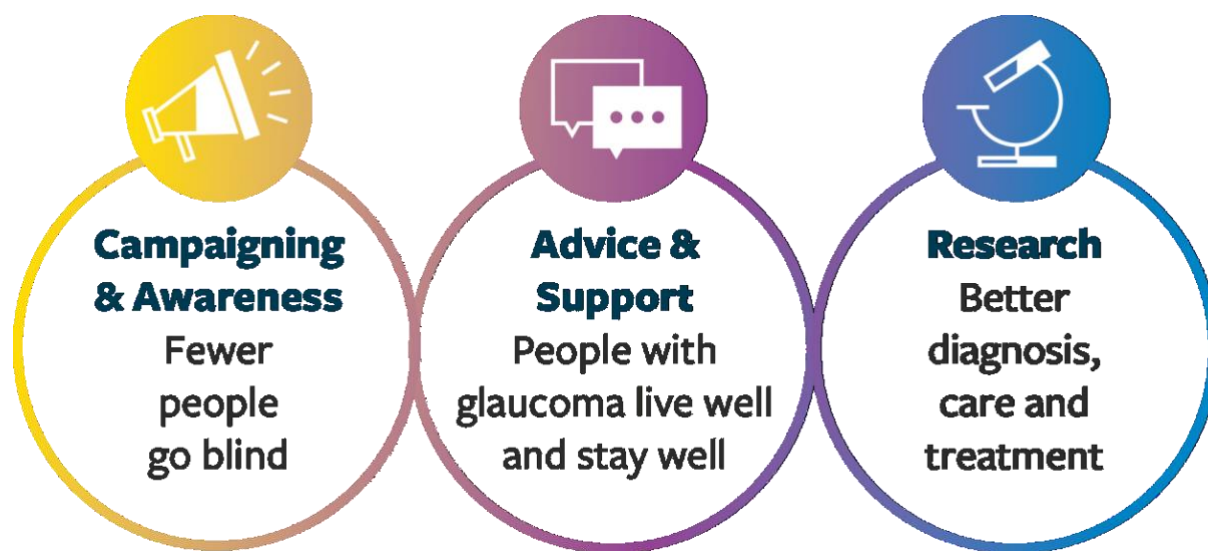 Campaigning
& Awareness
Fewer
people
go blind
Advice &
Support
People with
glaucoma live well
and stay well
Research
Better
diagnosis,
care and
treatment